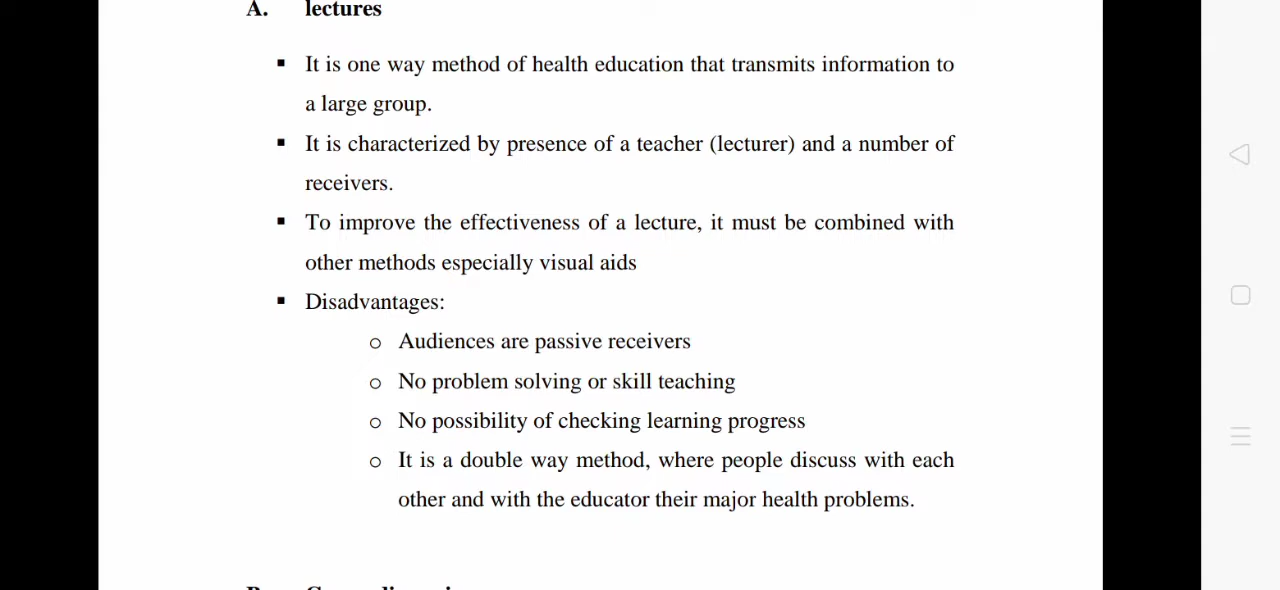 A. lectures
▪ It is one way method of health education that transmits information to
a large group.
▪ It is characterized by presence of a teacher (lecturer) and a number of
receivers.
▪ To improve the effectiveness of a lecture, it must be combined with
other methods especially visual aids
▪ Disadvantages:
o Audiences are passive receivers
o No problem solving or skill teaching
o No possibility of checking learning progress
o It is a double way method, where people discuss with each
other and with the educator their major health problems.